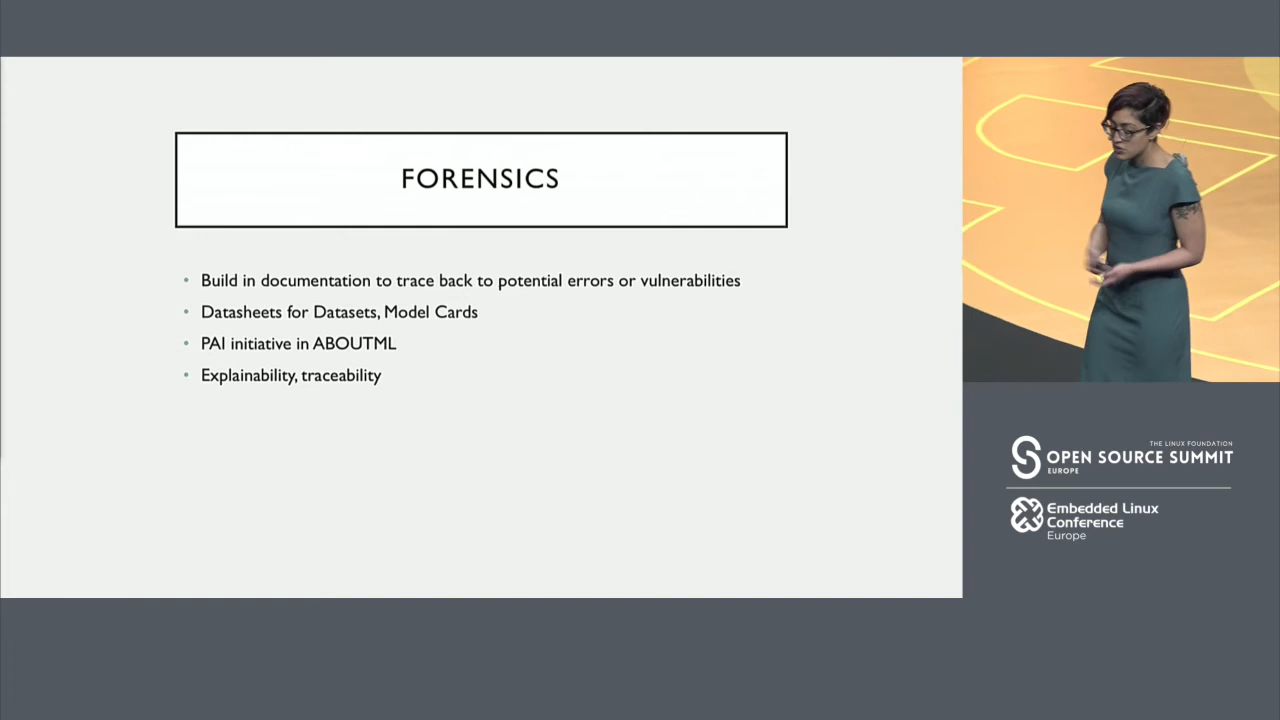 FORENSICS
• Build in documentation to trace back to potential errors or vulnerabilities
• Datasheets for Datasets, Model Cards
• PAI initiative in ABOUTML
• Explainability, traceability
THE LINUX FOUNDATION
OPEN SOURCE SUMMIT
EUROPE
Embedded Linux
Conference
Europe